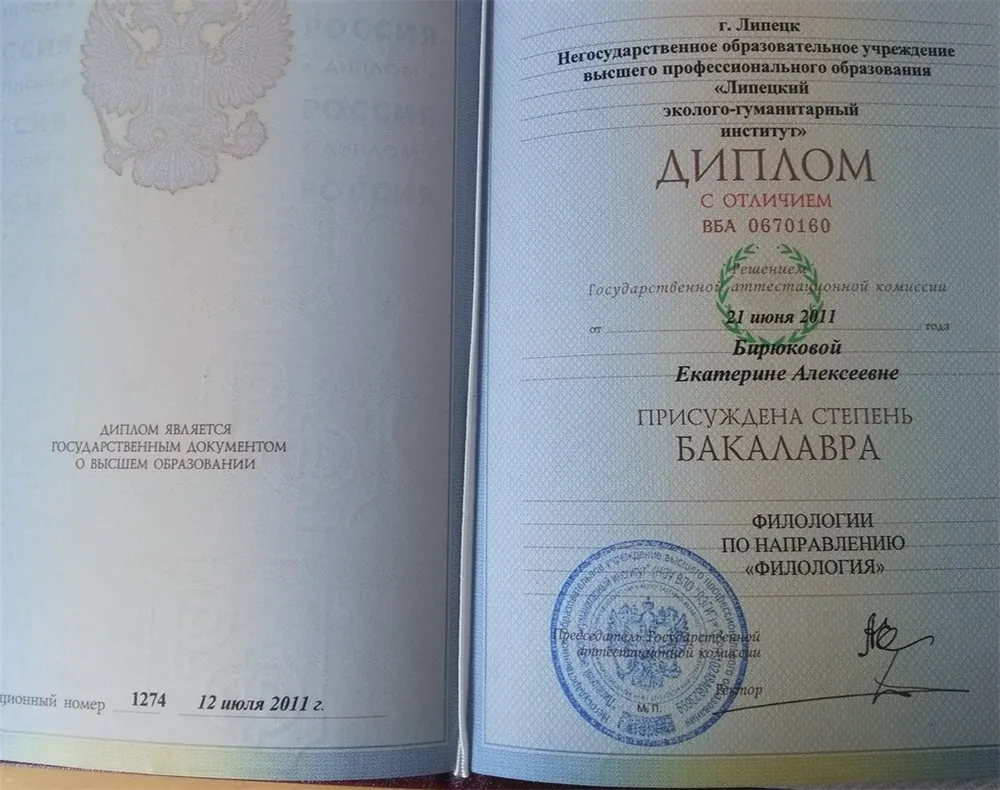 ДИПЛОМ ЯВЛЯЕТСЯ
ГОСУДАРСТВЕННЫМ ДОКУМЕНТОМ
О ВЫСШЕМ ОБРАЗОВАНИИ
ционный номер 1274 12 июля 2011 г.
г. Липецк
Негосударственное образовательное учреждение
высшего профессионального образования
«Липецкий
эколого-гуманитарный
институт»
ДИПЛОМ
С ОТЛИЧИЕМ
ВБА 0670160
Решением
Государственной аттестационной комиссии
от 21 июня 2011 года
Бирюковой
Екатерине Алексеевне
ПРИСУЖДЕНА СТЕПЕНЬ
БАКАЛАВРА
ФИЛОЛОГИИ
ПО НАПРАВЛЕНИЮ
«ФИЛОЛОГИЯ»
Председатель Государственной
аттестационной комиссии
Ректор
М.П.